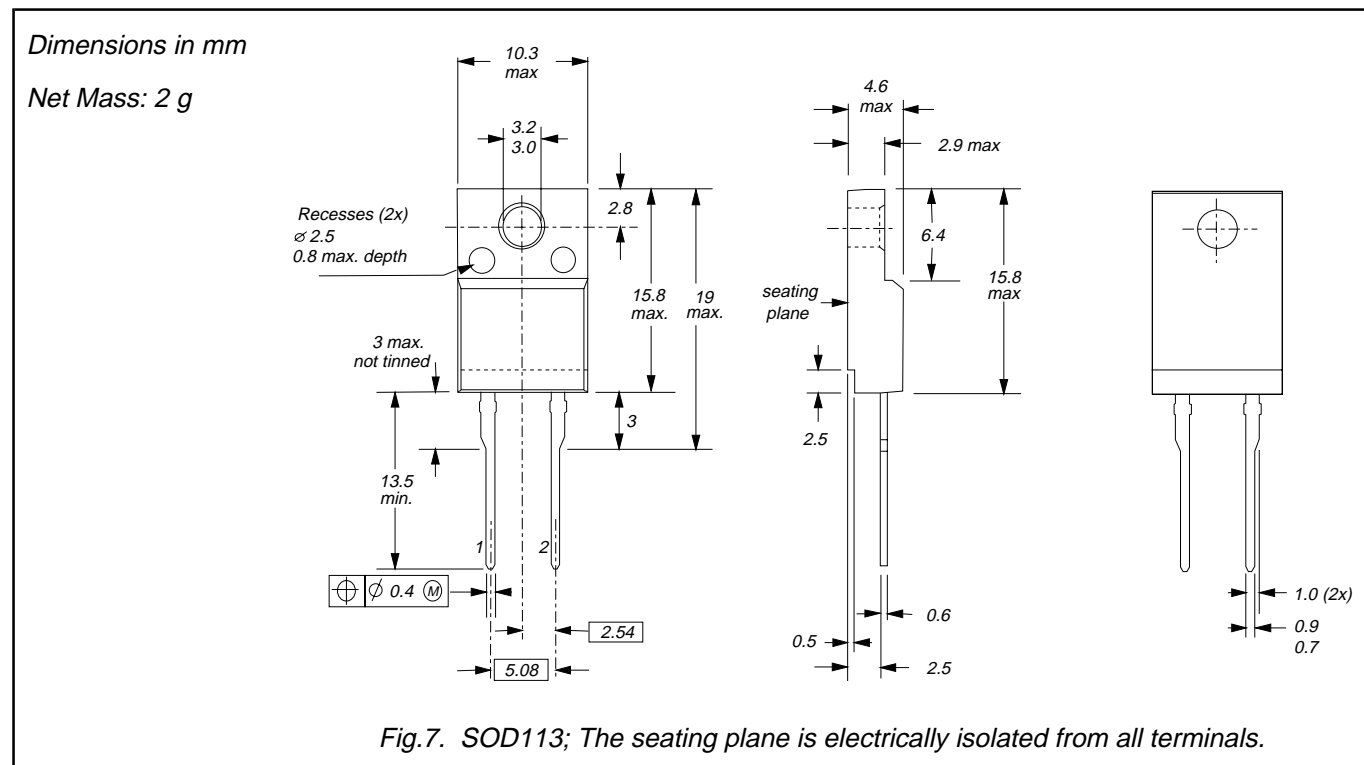 Dimensions in mm
Net Mass: 2 g
10.3
max
3.2
3.0
Recesses (2x)
⌀ 2.5
0.8 max. depth
2.8
15.8
max.
19
max.
3 max.
not tinned
3
13.5
min.
1
2
⌀ 0.4 Ⓜ
2.54
5.08
4.6
max
2.9 max
6.4
15.8
max
seating
plane
2.5
0.6
0.5
2.5
1.0 (2x)
0.9
0.7
Fig.7. SOD113; The seating plane is electrically isolated from all terminals.